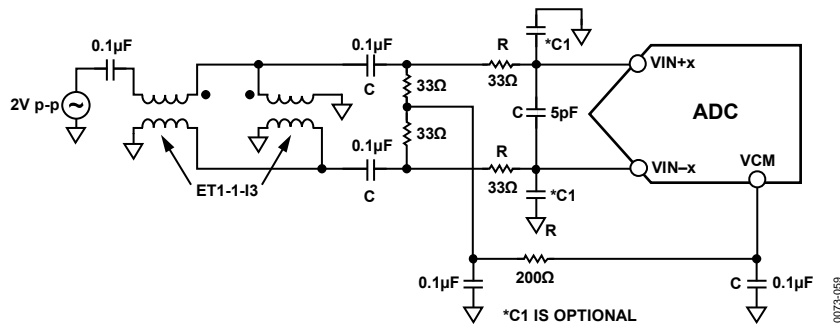 0.1µF
2V p-p
ET1-1-I3
0.1µF
C
0.1µF
C
33Ω
33Ω
R
33Ω
R
33Ω
*C1
C
5pF
*C1
R
VIN+x
ADC
VIN–x
VCM
0.1µF
200Ω
C
0.1µF
*C1 IS OPTIONAL
0073-059